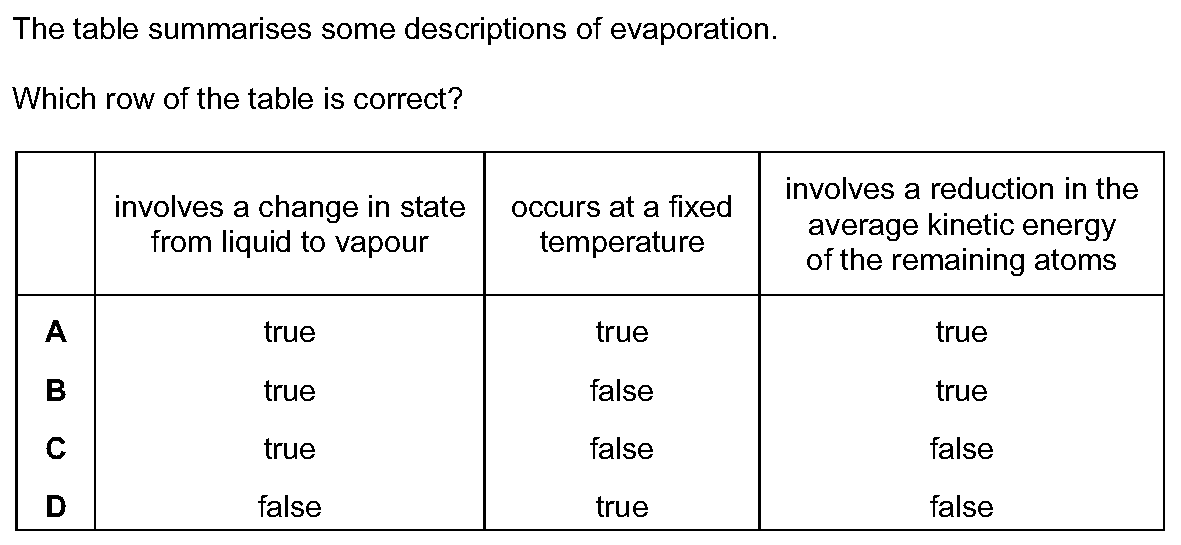 The table summarises some descriptions of evaporation.
Which row of the table is correct?
involves a change in state
from liquid to vapour
occurs at a fixed
temperature
involves a reduction in the
average kinetic energy
of the remaining atoms
A true true true
B true false true
C true false false
D false true false